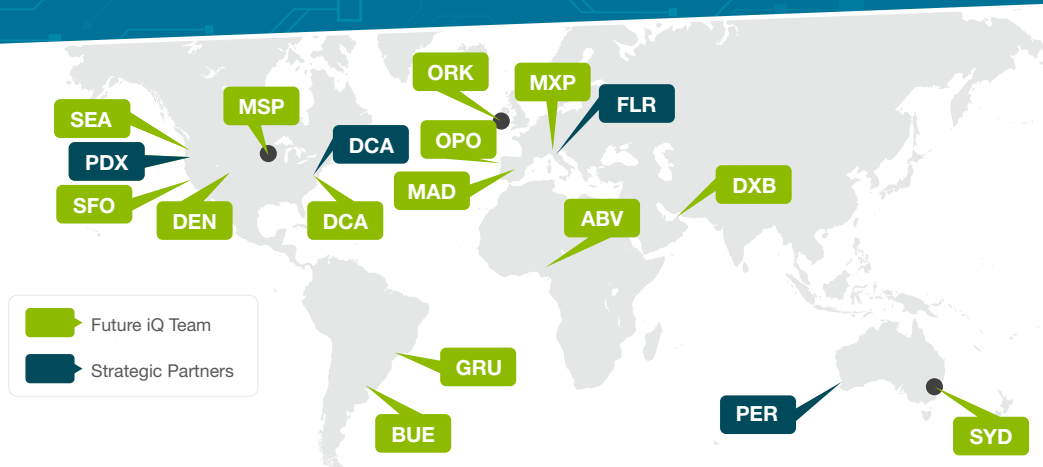 ORK
MXP
FLR
SEA
MSP
PDX
DCA
OPO
SFO
DEN
DCA
MAD
ABV
DXB
Future iQ Team
Strategic Partners
GRU
BUE
PER
SYD